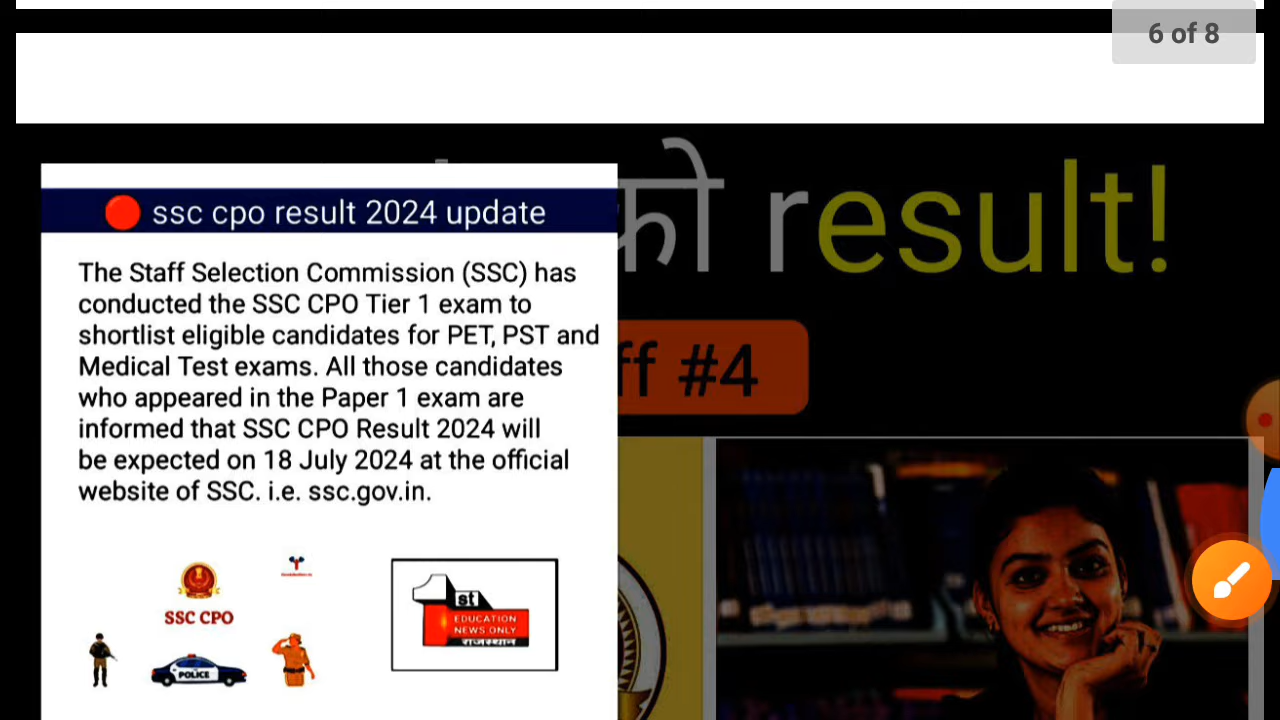 6 of 8
को result!
ssc cpo result 2024 update
The Staff Selection Commission (SSC) has
conducted the SSC CPO Tier 1 exam to
shortlist eligible candidates for PET, PST and
Medical Test exams. All those candidates
who appeared in the Paper 1 exam are
informed that SSC CPO Result 2024 will
be expected on 18 July 2024 at the official
website of SSC. i.e. ssc.gov.in.
#4
SSC CPO
POLICE
1st
EDUCATION
NEWS ONLY
राजस्थान